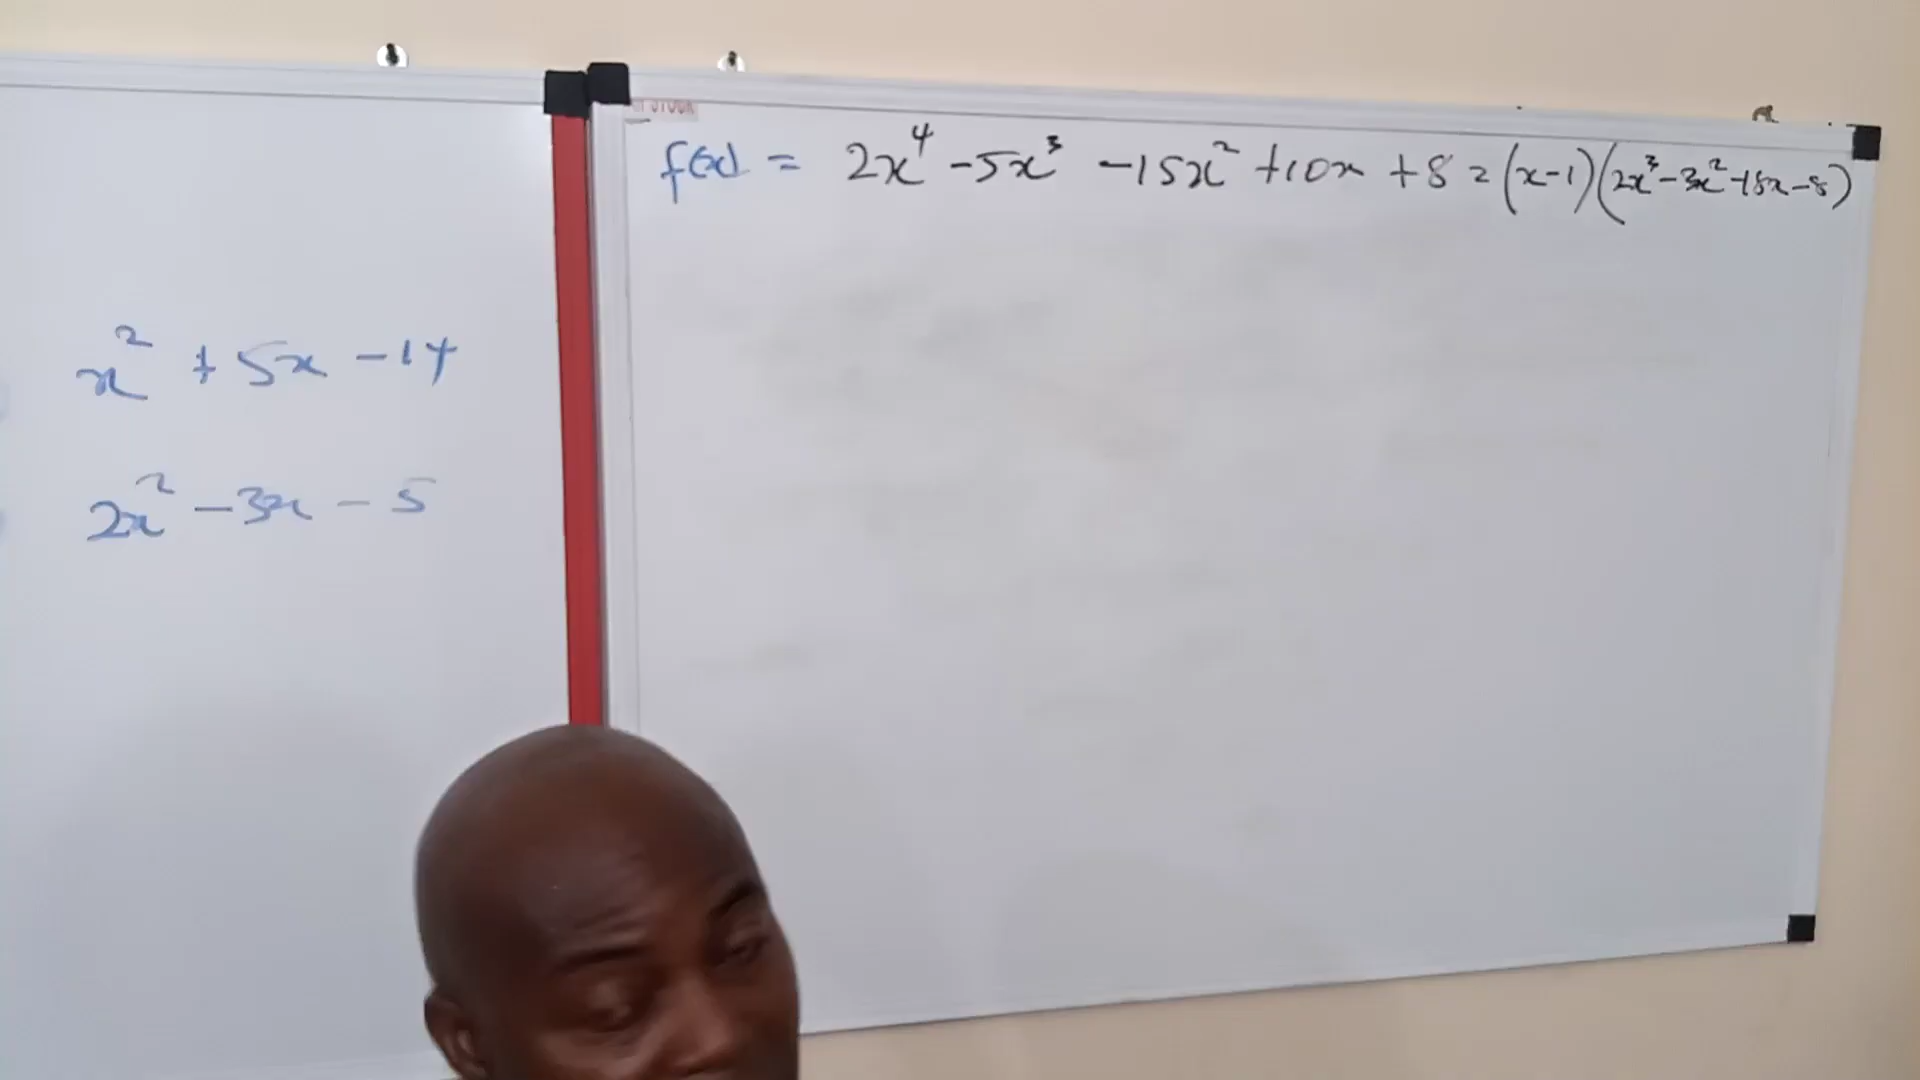 x² + 5x - 14
2x² - 3x - 5
f(x) = 2x⁴ - 5x³ - 15x² + 10x + 8 = (x-1)(2x³ - 3x² - 18x - 8)